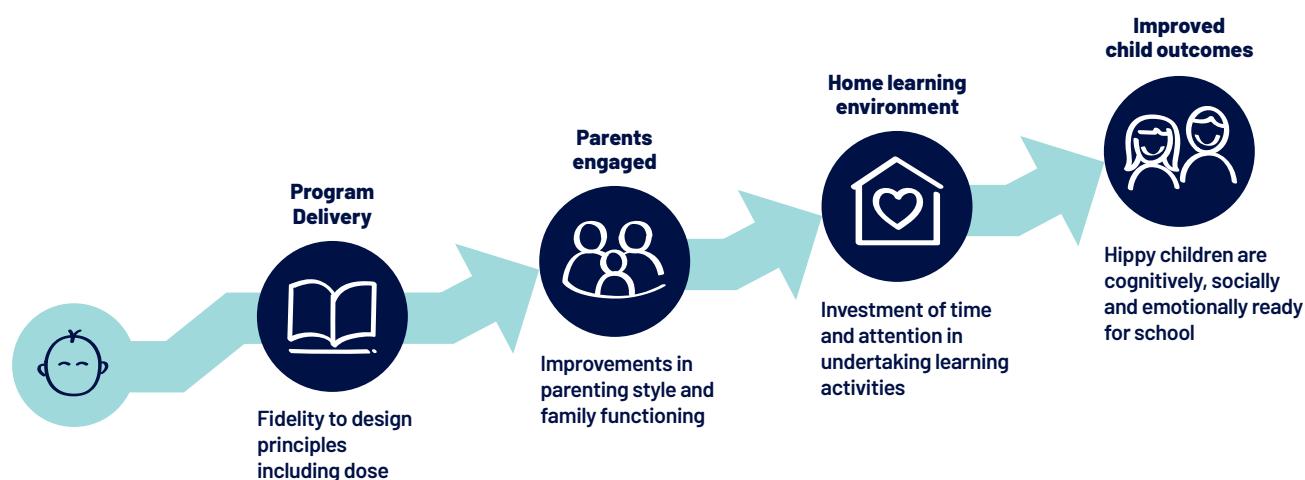 Program
Delivery
Fidelity to design
principles
including dose
Parents
engaged
Improvements in
parenting style and
family functioning
Home learning
environment
Investment of time
and attention in
undertaking learning
activities
Improved
child outcomes
Hippy children are
cognitively, socially
and emotionally ready
for school